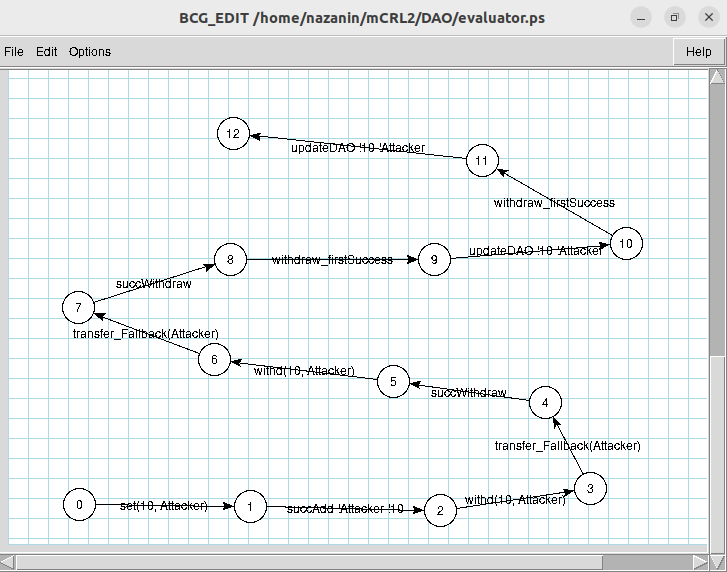 BCG_EDIT /home/nazanin/mCRL2/DAO/evaluator.ps
File Edit Options Help
12
updateDAO !10 'Attacker
11
withdraw_firstSuccess
10
updateDAO !10 'Attacker
9
withdraw_firstSuccess
8
succWithdraw
7
transfer_Fallback(Attacker)
6
withd(10, Attacker)
5
succWithdraw
4
transfer_Fallback(Attacker)
3
withd(10, Attacker)
2
succAdd 'Attacker !10
1
set(10, Attacker)
0